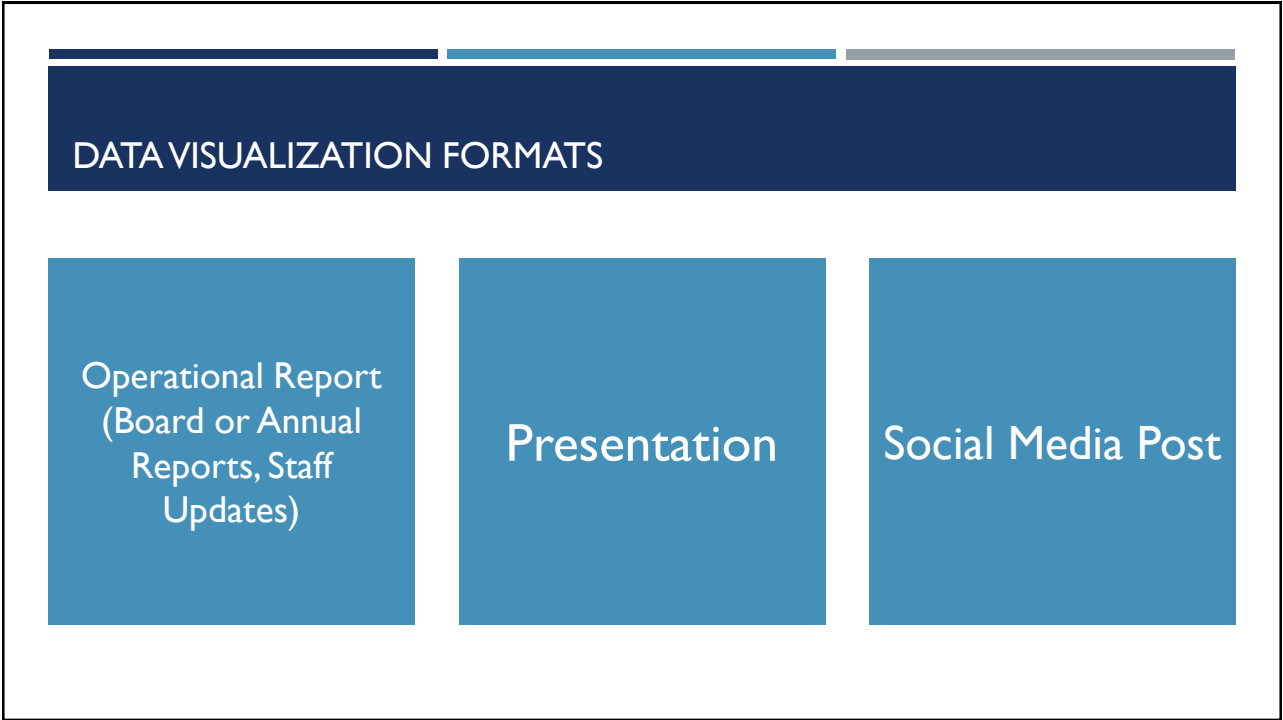 DATA VISUALIZATION FORMATS
Operational Report
(Board or Annual
Reports, Staff
Updates)
Presentation
Social Media Post